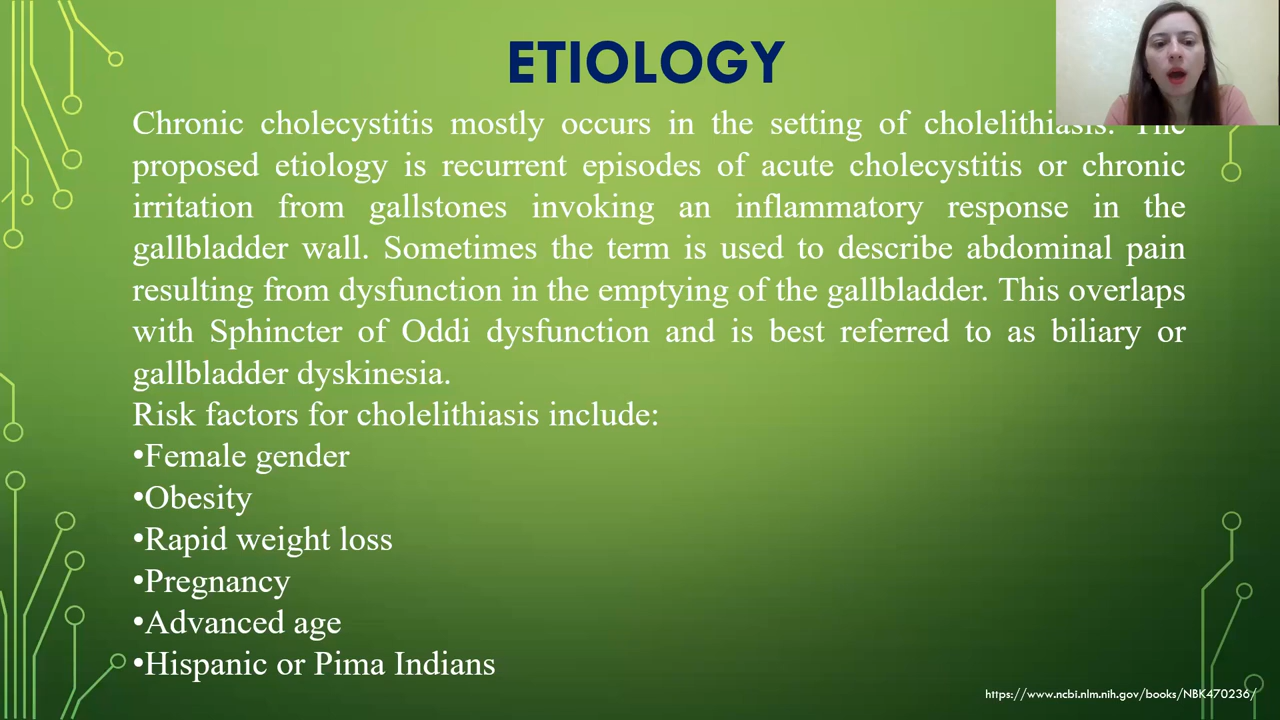 ETIOLOGY
Chronic cholecystitis mostly occurs in the setting of cholelithiasis. The
proposed etiology is recurrent episodes of acute cholecystitis or chronic
irritation from gallstones invoking an inflammatory response in the
gallbladder wall. Sometimes the term is used to describe abdominal pain
resulting from dysfunction in the emptying of the gallbladder. This overlaps
with Sphincter of Oddi dysfunction and is best referred to as biliary or
gallbladder dyskinesia.
Risk factors for cholelithiasis include:
•Female gender
•Obesity
•Rapid weight loss
•Pregnancy
•Advanced age
•Hispanic or Pima Indians
https://www.ncbi.nlm.nih.gov/books/NBK470236/